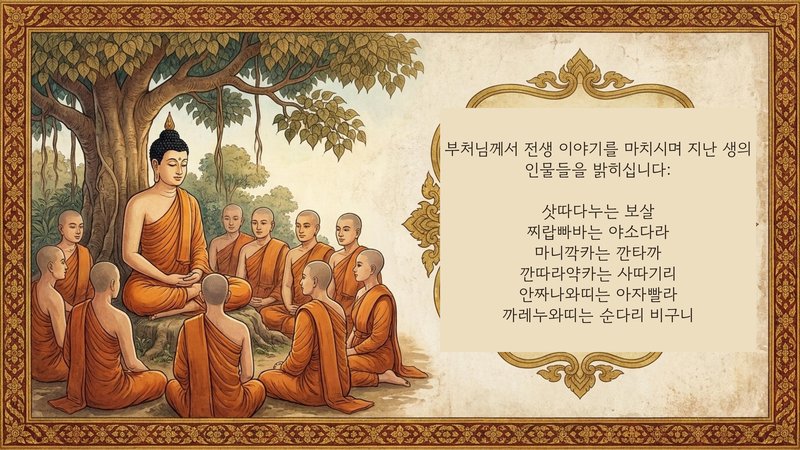 부처님께서 전생 이야기를 마치시며 지난 생의
인물들을 밝히십니다:
삿따다누는 보살
찌랍빠바는 야소다라
마니깍카는 깐타까
깐따라약카는 사따기리
안짜나와띠는 아자빨라
까레누와띠는 순다리 비구니